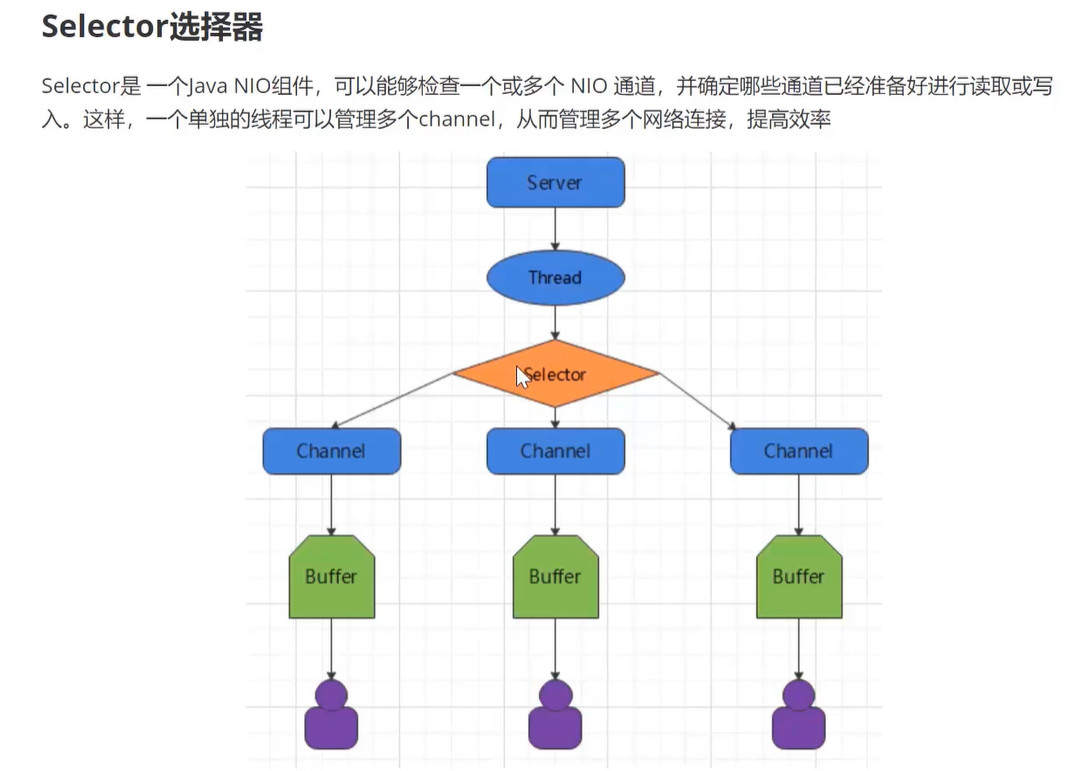 Selector选择器
Selector是 一个Java NIO组件，可以能够检查一个或多个 NIO 通道，并确定哪些通道已经准备好进行读取或写
入。这样，一个单独的线程可以管理多个channel，从而管理多个网络连接，提高效率
Server
Thread
Selector
Channel
Channel
Channel
Buffer
Buffer
Buffer